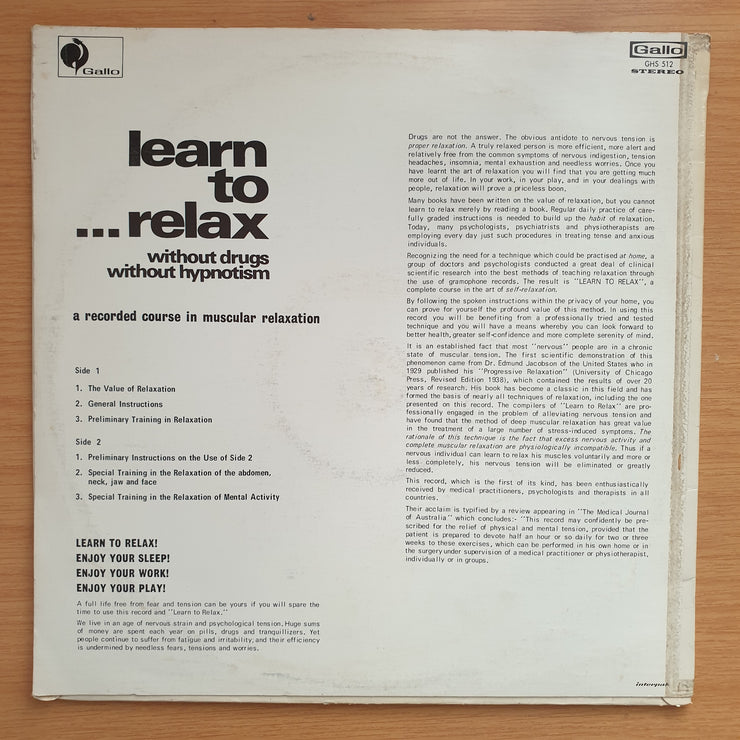 Gallo
Gallo
GHS 512
STEREO
learn
to
...relax
without drugs
without hypnotism
a recorded course in muscular relaxation
Side 1
1. The Value of Relaxation
2. General Instructions
3. Preliminary Training in Relaxation
Side 2
1. Preliminary Instructions on the Use of Side 2
2. Special Training in the Relaxation of the abdomen,
neck, jaw and face
3. Special Training in the Relaxation of Mental Activity
LEARN TO RELAX!
ENJOY YOUR SLEEP!
ENJOY YOUR WORK!
ENJOY YOUR PLAY!
A full life free from fear and tension can be yours if you will spare the
time to use this record and "Learn to Relax."
We live in an age of nervous strain and psychological tension. Huge sums
of money are spent each year on pills, drugs and tranquillizers. Yet
people continue to suffer from fatigue and irritability, and their efficiency
is undermined by needless fears, tensions and worries.
Drugs are not the answer. The obvious antidote to nervous tension is
proper relaxation. A truly relaxed person is more efficient, more alert and
relatively free from the common symptoms of nervous indigestion, tension
headaches, insomnia, mental exhaustion and needless worries. Once you
have learnt the art of relaxation you will find that you are getting much
more out of life. In your work, in your play, and in your dealings with
people, relaxation will prove a priceless boon.
Many books have been written on the value of relaxation, but you cannot
learn to relax merely by reading a book. Regular daily practice of care-
fully graded instructions is needed to build up the habit of relaxation.
Today, many psychologists, psychiatrists and physiotherapists are
employing every day just such procedures in treating tense and anxious
individuals.
Recognizing the need for a technique which could be practised at home, a
group of doctors and psychologists conducted a great deal of clinical
scientific research into the best methods of teaching relaxation through
the use of gramophone records. The result is "LEARN TO RELAX", a
complete course in the art of self-relaxation.
By following the spoken instructions within the privacy of your home, you
can prove for yourself the profound value of this method. In using this
record you will be benefiting from a professionally tried and tested
technique and you will have a means whereby you can look forward to
better health, greater self-confidence and more complete serenity of mind.
It is an established fact that most "nervous" people are in a chronic
state of muscular tension. The first scientific demonstration of this
phenomenon came from Dr. Edmund Jacobson of the United States who in
1929 published his "Progressive Relaxation" (University of Chicago
Press, Revised Edition 1938), which contained the results of over 20
years of research. His book has become a classic in this field and has
formed the basis of nearly all techniques of relaxation, including the one
presented on this record. The compilers of "Learn to Relax" are pro-
fessionally engaged in the problem of alleviating nervous tension and
have found that the method of deep muscular relaxation has great value
in the treatment of a large number of stress-induced symptoms. The
rationale of this technique is the fact that excess nervous activity and
complete muscular relaxation are physiologically incompatible. Thus if a
nervous individual can learn to relax his muscles voluntarily and more or
less completely, his nervous tension will be eliminated or greatly
reduced.
This record, which is the first of its kind, has been enthusiastically
received by medical practitioners, psychologists and therapists in all
countries.
Their acclaim is typified by a review appearing in "The Medical Journal
of Australia" which concludes:- "This record may confidently be pre-
scribed for the relief of physical and mental tension, provided that the
patient is prepared to devote half an hour or so daily for two or three
weeks to these exercises, which can be performed in his own home or in
the surgery under supervision of a medical practitioner or physiotherapist,
individually or in groups.
interpak